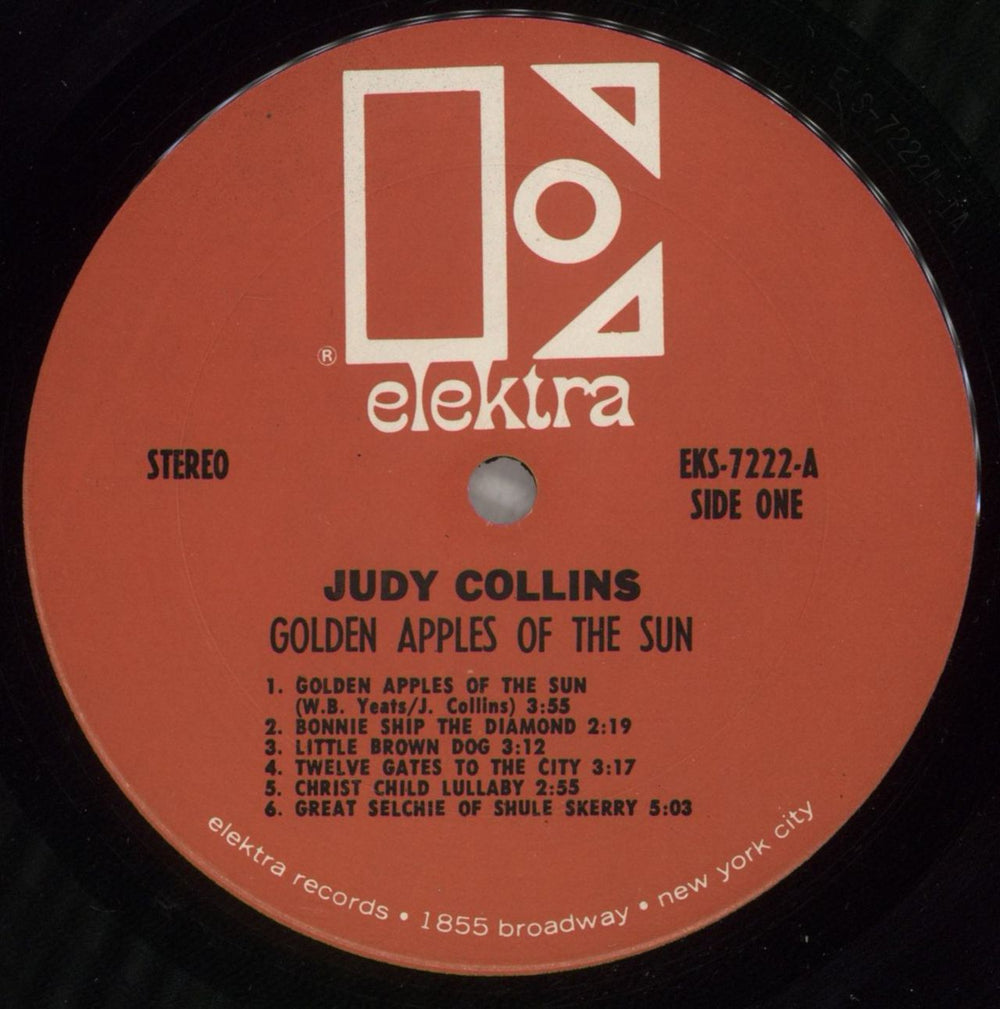 ®
elektra
STEREO
EKS-7222-A
SIDE ONE
JUDY COLLINS
GOLDEN APPLES OF THE SUN
1. GOLDEN APPLES OF THE SUN
(W.B. Yeats/J. Collins) 3:55
2. BONNIE SHIP THE DIAMOND 2:19
3. LITTLE BROWN DOG 3:12
4. TWELVE GATES TO THE CITY 3:17
5. CHRIST CHILD LULLABY 2:55
6. GREAT SELCHIE OF SHULE SKERRY 5:03
elektra records • 1855 broadway • new york city